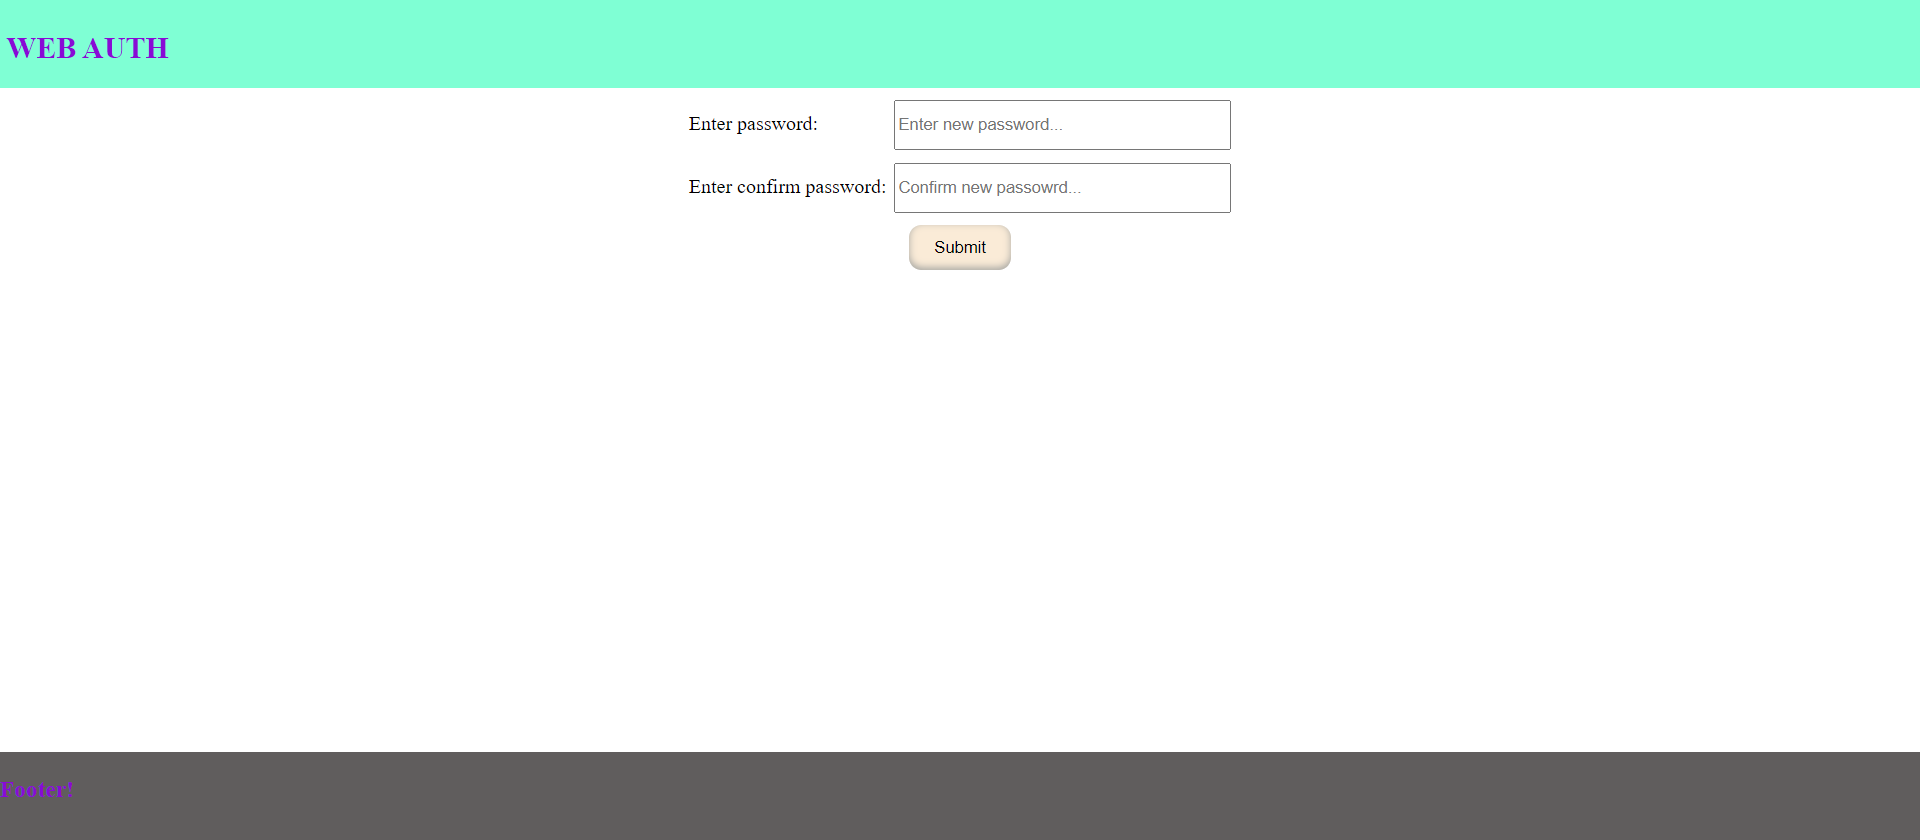 WEB AUTH
Enter password: Enter new password...
Enter confirm password: Confirm new passowrd...
Submit
Footer!